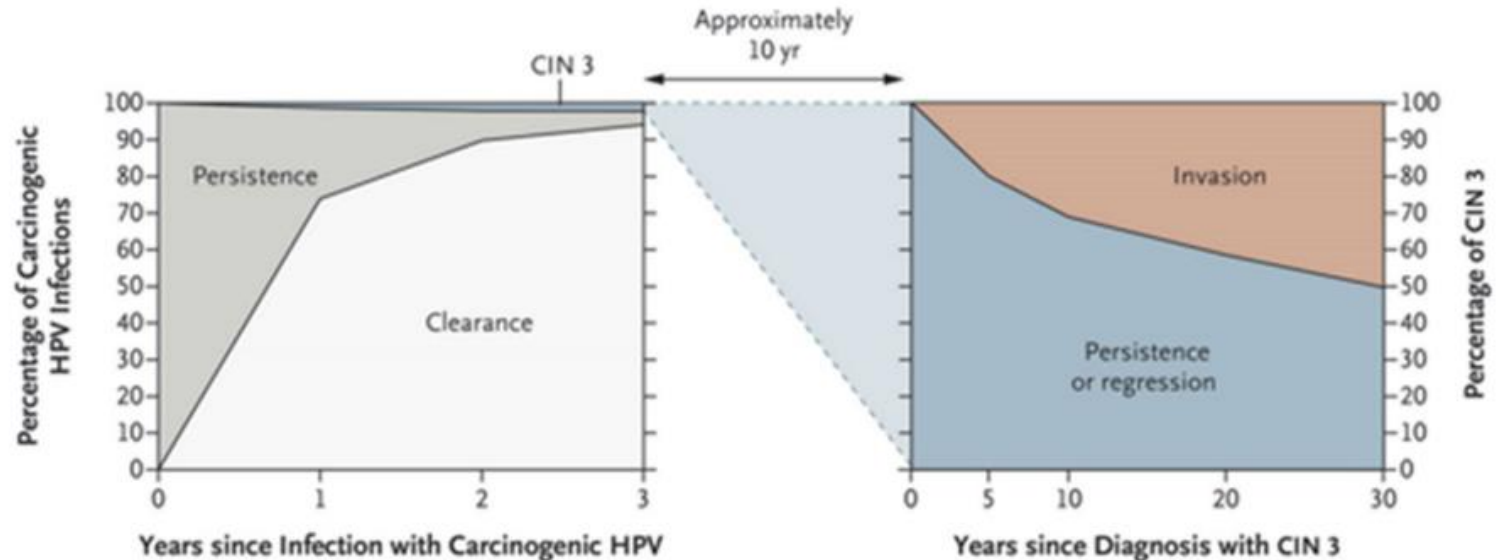 Approximately
10 yr
CIN 3
Percentage of Carcinogenic
HPV Infections
100
90
80
70
60
50
40
30
20
10
0
Persistence
Clearance
0 1 2 3
Years since Infection with Carcinogenic HPV
Invasion
Persistence
or regression
100
90
80
70
60
50
40
30
20
10
0
Percentage of CIN 3
0 5 10 20 30
Years since Diagnosis with CIN 3